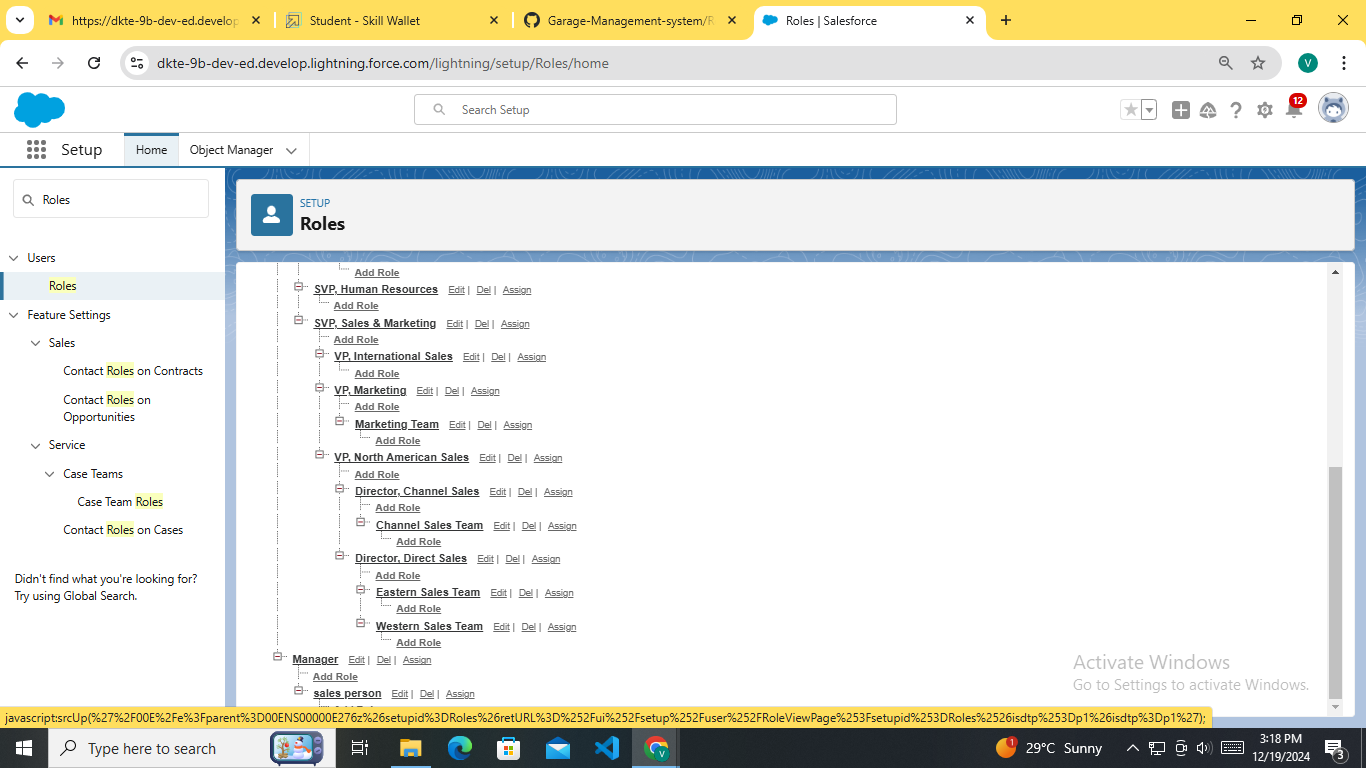 https://dkte-9b-dev-ed.develop
Student - Skill Wallet
Garage-Management-system/R
Roles | Salesforce
dkte-9b-dev-ed.develop.lightning.force.com/lightning/setup/Roles/home
V
Search Setup
12
Setup
Home
Object Manager
Roles
SETUP
Roles
Users
Roles
Feature Settings
Sales
Contact Roles on Contracts
Contact Roles on
Opportunities
Service
Case Teams
Case Team Roles
Contact Roles on Cases
Didn't find what you're looking for?
Try using Global Search.
Add Role
SVP, Human Resources Edit | Del | Assign
Add Role
SVP, Sales & Marketing Edit | Del | Assign
Add Role
VP, International Sales Edit | Del | Assign
Add Role
VP, Marketing Edit | Del | Assign
Add Role
Marketing Team Edit | Del | Assign
Add Role
VP, North American Sales Edit | Del | Assign
Add Role
Director, Channel Sales Edit | Del | Assign
Add Role
Channel Sales Team Edit | Del | Assign
Add Role
Director, Direct Sales Edit | Del | Assign
Add Role
Eastern Sales Team Edit | Del | Assign
Add Role
Western Sales Team Edit | Del | Assign
Add Role
Manager Edit | Del | Assign
Add Role
sales person Edit | Del | Assign
Activate Windows
Go to Settings to activate Windows.
javascript:srcUp(%27%2F00E%2Fe%3Fparent%3D00ENS00000E276z%26setupid%3DRoles%26retURL%3D%252Fui%252Fsetup%252Fuser%252FRoleViewPage%253Fsetupid%253DRoles%2526isdtp%253Dp1%26isdtp%3Dp1%27);
Type here to search
1
29°C Sunny
3:18 PM
12/19/2024
3